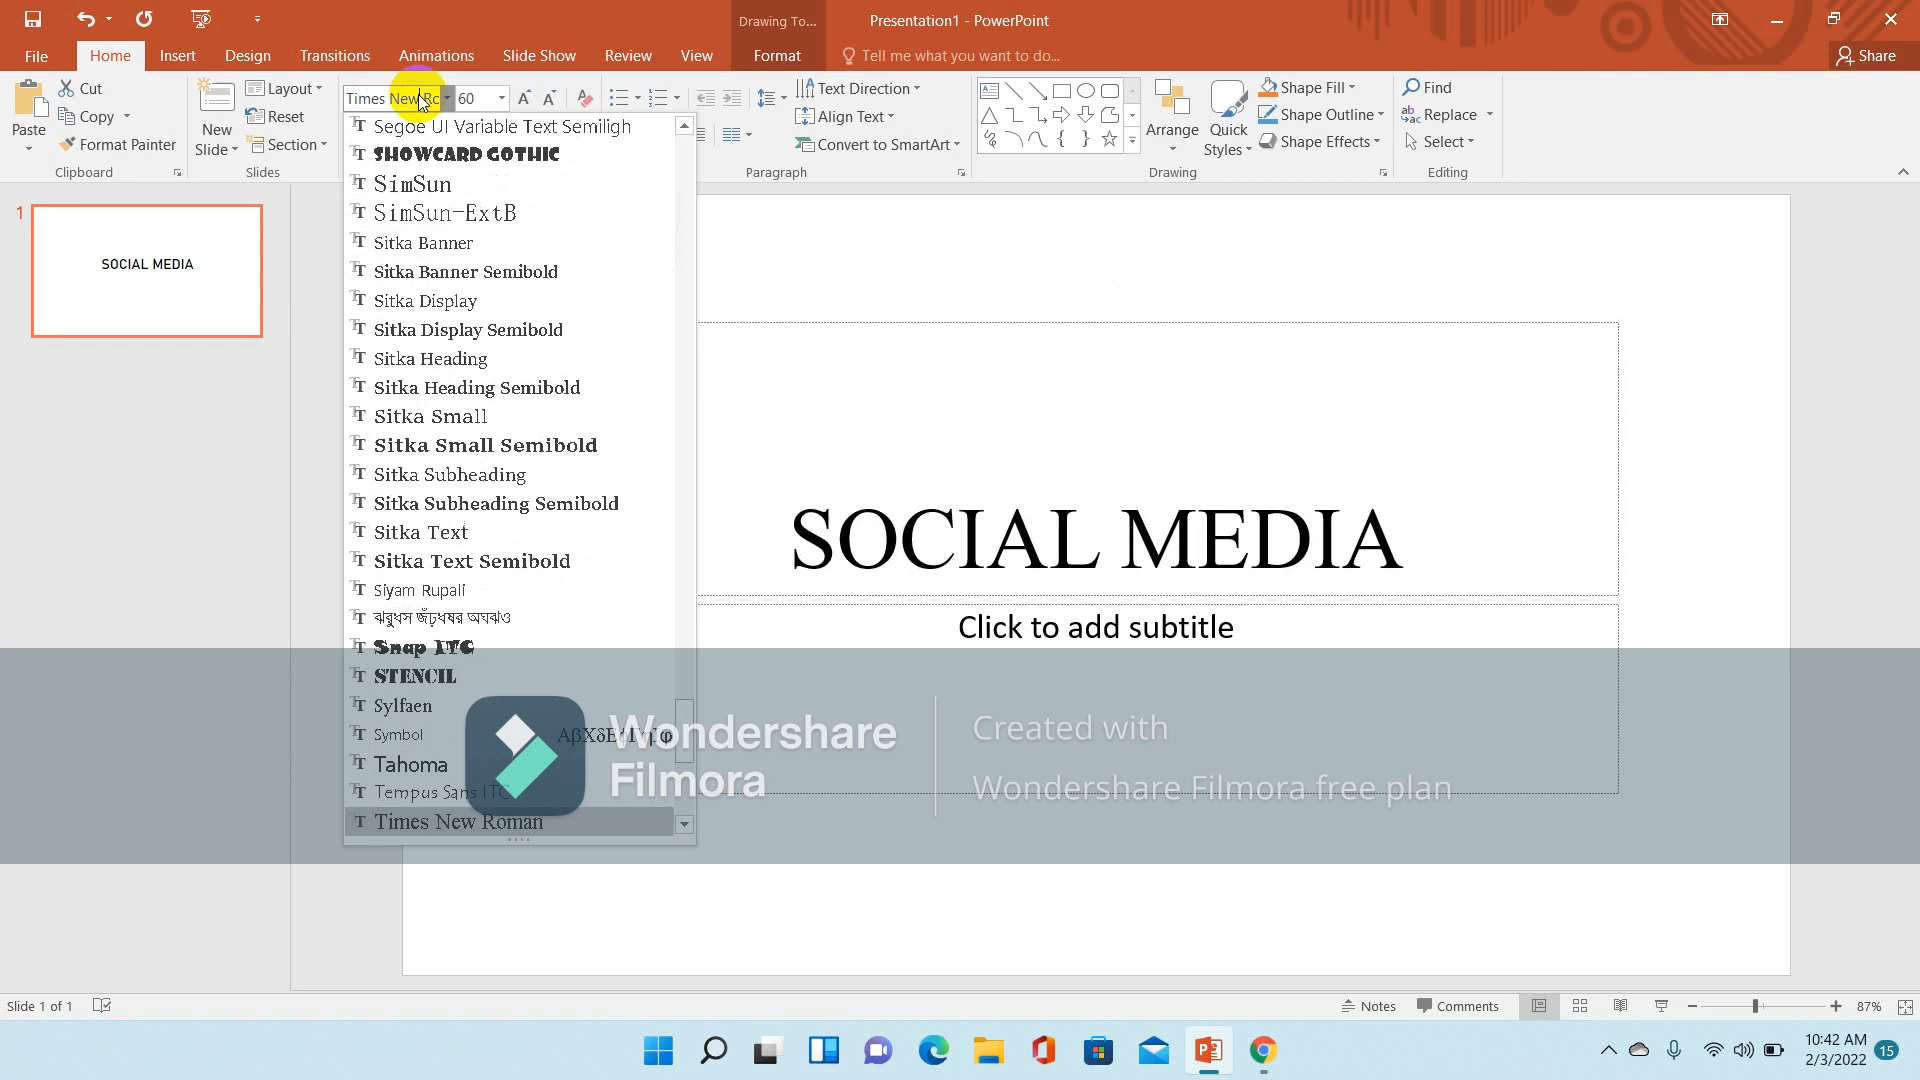 Drawing To...
Presentation1 - PowerPoint
File
Home
Insert
Design
Transitions
Animations
Slide Show
Review
View
Format
Tell me what you want to do...
Share
Paste
Cut
Copy
Format Painter
Clipboard
New
Slide
Layout
Reset
Section
Slides
Times New Ro
60
Text Direction
Align Text
Convert to SmartArt
Paragraph
Arrange
Quick
Styles
Shape Fill
Shape Outline
Shape Effects
Drawing
Find
Replace
Select
Editing
Segoe UI Variable Text Semiligh
SHOWCARD GOTHIC
SimSun
SimSun-ExtB
Sitka Banner
Sitka Banner Semibold
Sitka Display
Sitka Display Semibold
Sitka Heading
Sitka Heading Semibold
Sitka Small
Sitka Small Semibold
Sitka Subheading
Sitka Subheading Semibold
Sitka Text
Sitka Text Semibold
Siyam Rupali
Snap ITC
STENCIL
Sylfaen
Symbol
Tahoma
Tempus Sans ITC
Times New Roman
1
SOCIAL MEDIA
SOCIAL MEDIA
Click to add subtitle
Wondershare
Filmora
Created with
Wondershare Filmora free plan
Slide 1 of 1
Notes
Comments
87%
10:42 AM
2/3/2022
15